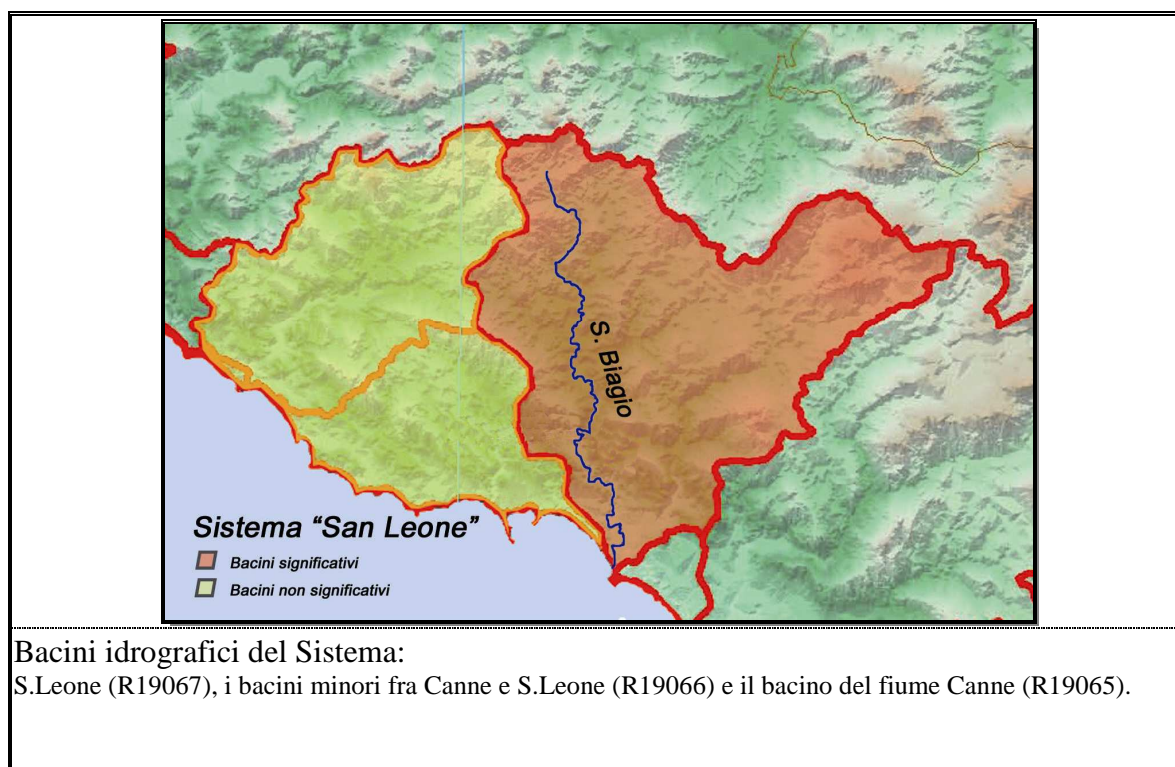 S. Biagio
Sistema "San Leone"
Bacini significativi
Bacini non significativi
Bacini idrografici del Sistema:
S.Leone (R19067), i bacini minori fra Canne e S.Leone (R19066) e il bacino del fiume Canne (R19065).